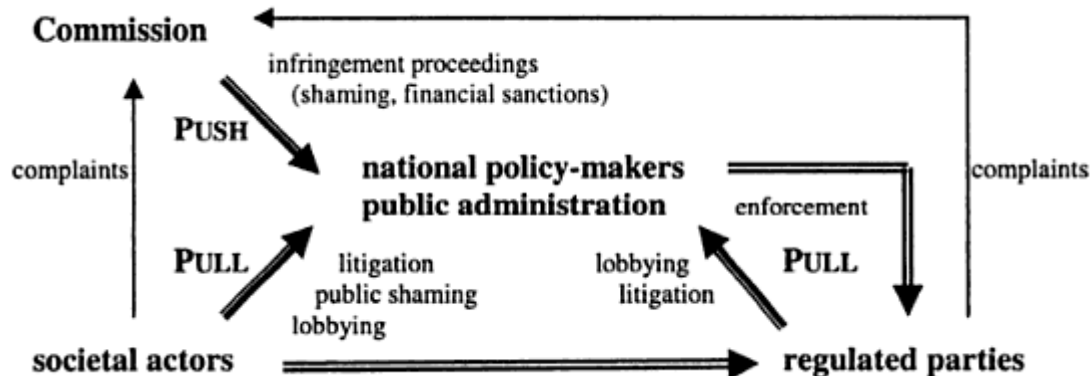 Commission
infringement proceedings
(shaming, financial sanctions)
PUSH
complaints
national policy-makers
public administration
complaints
enforcement
PULL
litigation
public shaming
lobbying
lobbying
litigation
PULL
societal actors
regulated parties